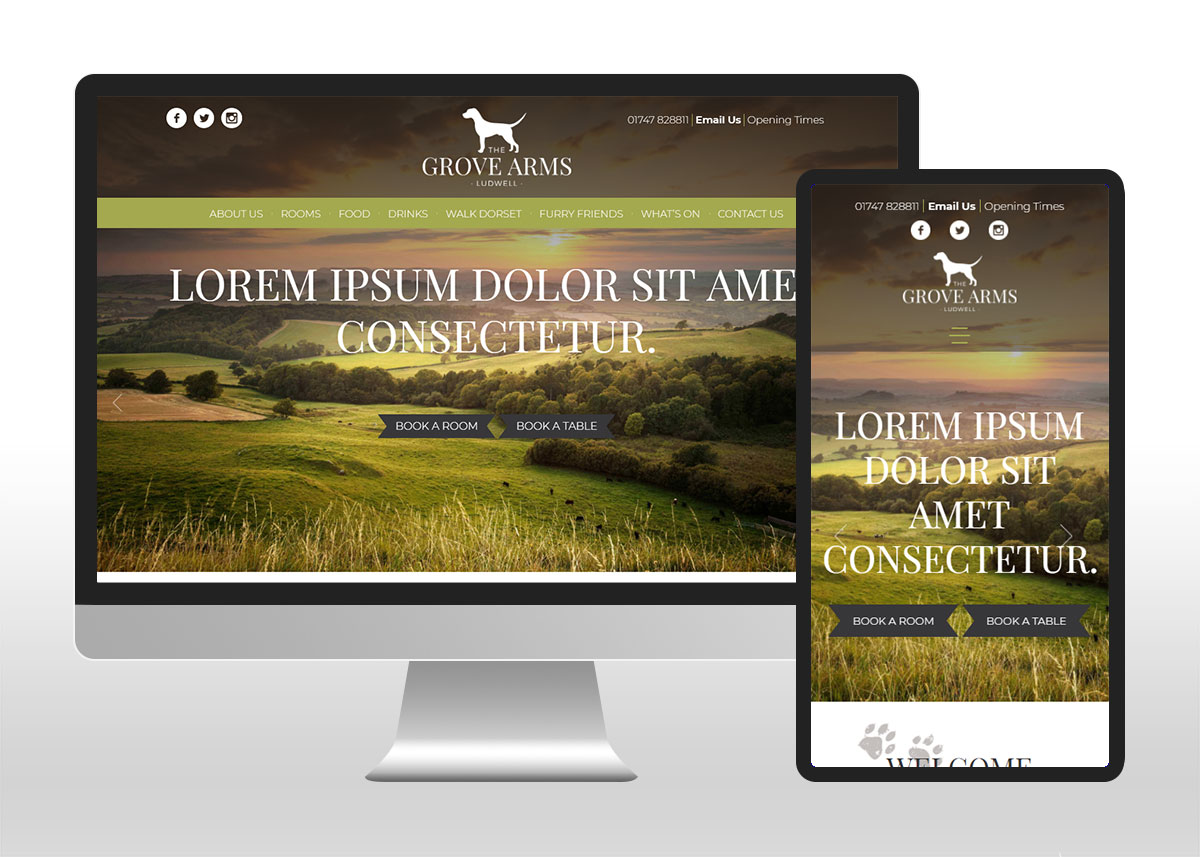 01747 828811 | Email Us | Opening Times
THE
GROVE ARMS
· LUDWELL ·
ABOUT US · ROOMS · FOOD · DRINKS · WALK DORSET · FURRY FRIENDS · WHAT'S ON · CONTACT US
LOREM IPSUM DOLOR SIT AME
CONSECTETUR.
BOOK A ROOM BOOK A TABLE
01747 828811 | Email Us | Opening Times
THE
GROVE ARMS
· LUDWELL ·
LOREM IPSUM
DOLOR SIT
AMET
CONSECTETUR.
BOOK A ROOM BOOK A TABLE
WELCOME